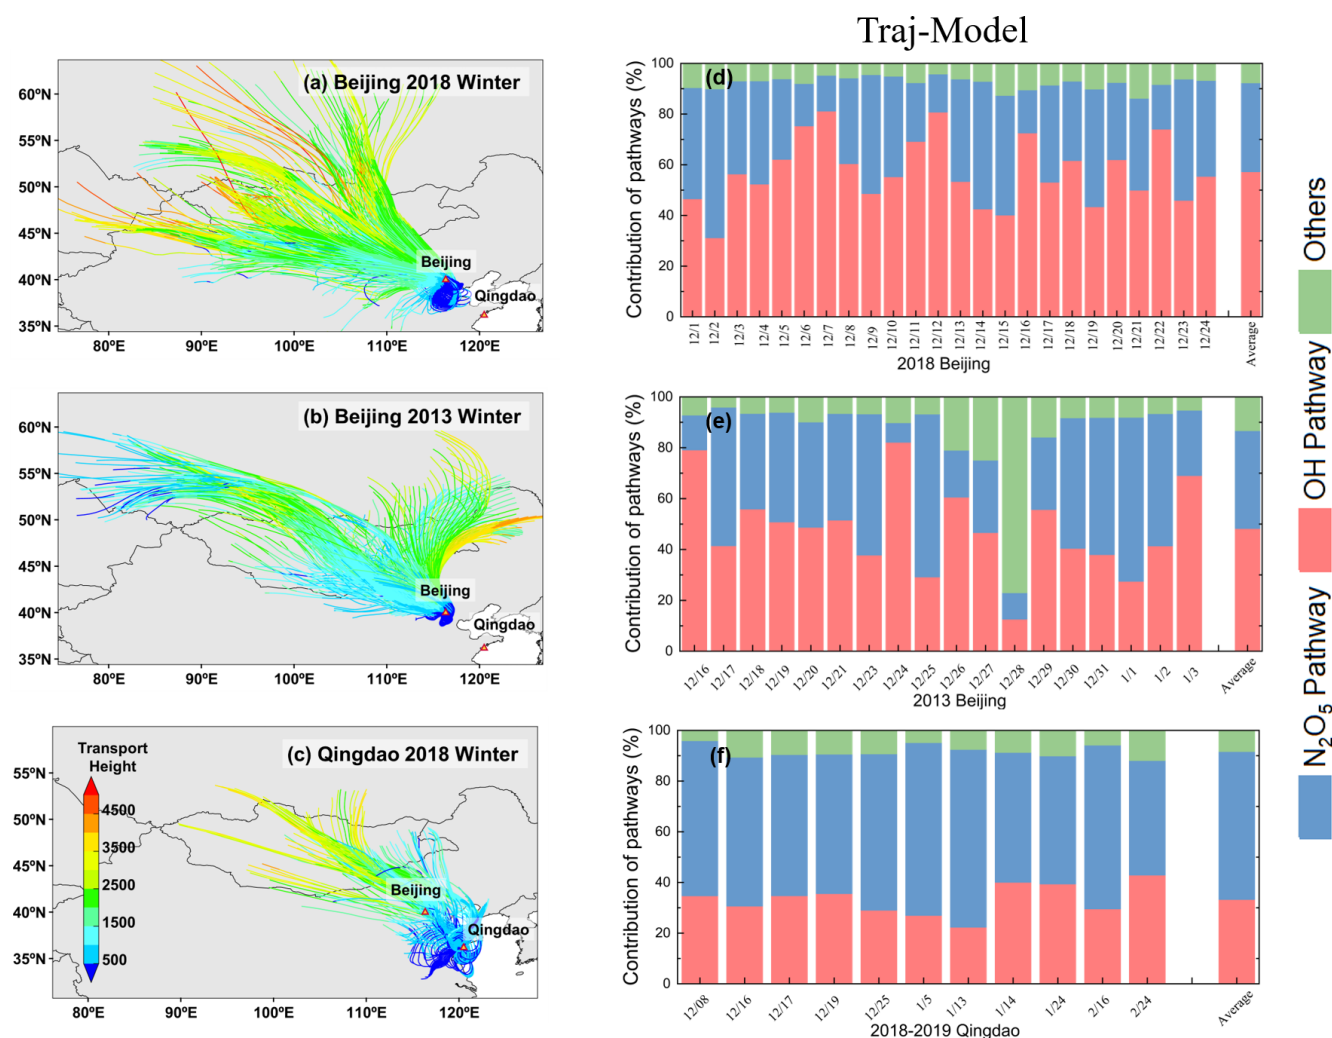 Traj-Model
(a) Beijing 2018 Winter
60°N
55°N
50°N
45°N
40°N
35°N
Beijing
Qingdao
80°E
90°E
100°E
110°E
120°E
(b) Beijing 2013 Winter
60°N
55°N
50°N
45°N
40°N
35°N
Beijing
Qingdao
80°E
90°E
100°E
110°E
120°E
(c) Qingdao 2018 Winter
Transport
Height
4500
3500
2500
1500
500
55°N
50°N
45°N
40°N
35°N
Beijing
Qingdao
80°E
90°E
100°E
110°E
120°E
(d)
Contribution of pathways (%)
100
80
60
40
20
0
12/1 12/2 12/3 12/4 12/5 12/6 12/7 12/8 12/9 12/10 12/11 12/12 12/13 12/14 12/15 12/16 12/17 12/18 12/19 12/20 12/21 12/22 12/23 12/24 Average
2018 Beijing
(e)
Contribution of pathways (%)
100
80
60
40
20
0
12/16 12/17 12/18 12/19 12/20 12/21 12/23 12/24 12/25 12/26 12/27 12/28 12/29 12/30 12/31 1/1 1/2 1/3 Average
2013 Beijing
(f)
Contribution of pathways (%)
100
80
60
40
20
0
12/08 12/16 12/17 12/19 12/25 1/5 1/13 1/14 1/24 2/16 2/24 Average
2018-2019 Qingdao
N₂O₅ Pathway
OH Pathway
Others